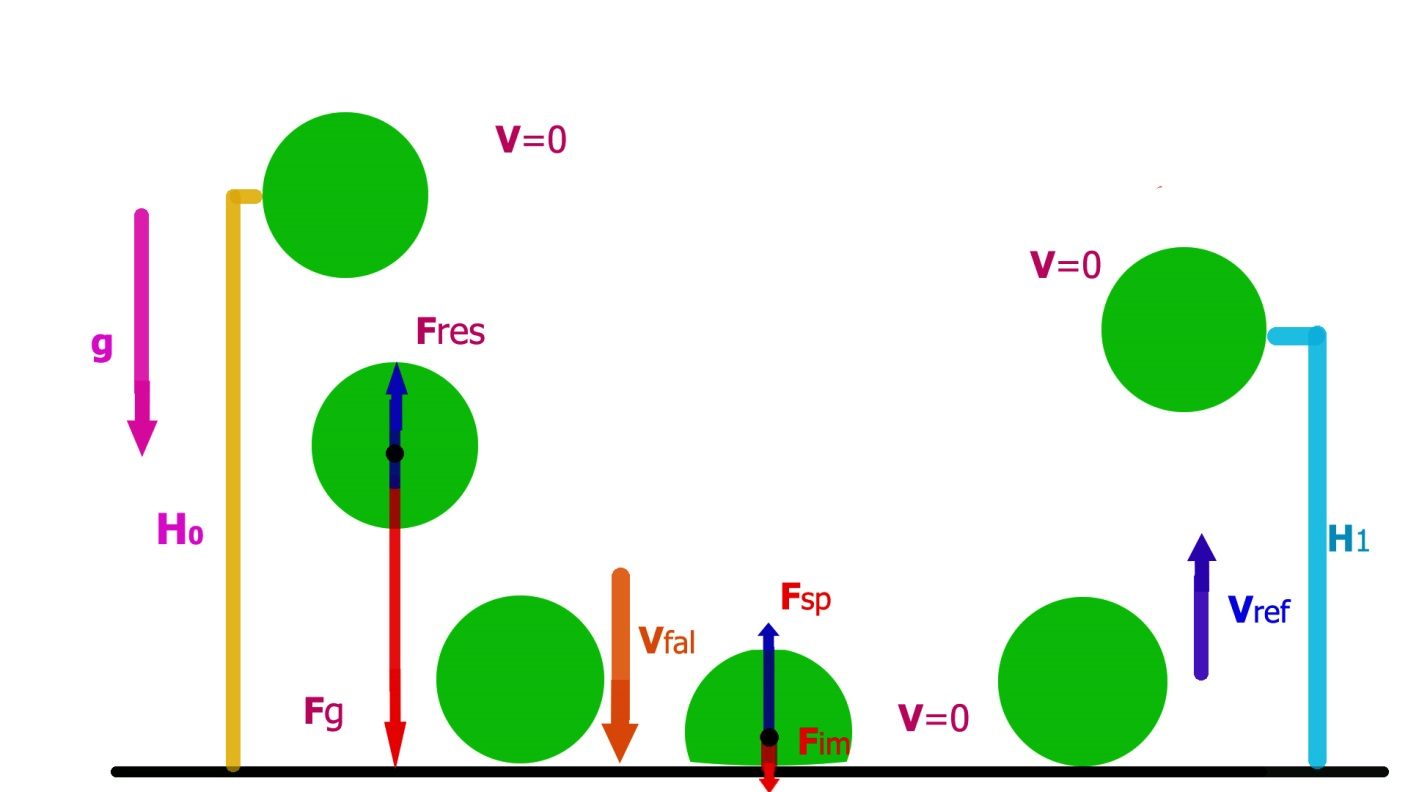 V=0
V=0
Fres
g
H0
H1
Fsp
Vref
Vfal
Fg
V=0
Fim